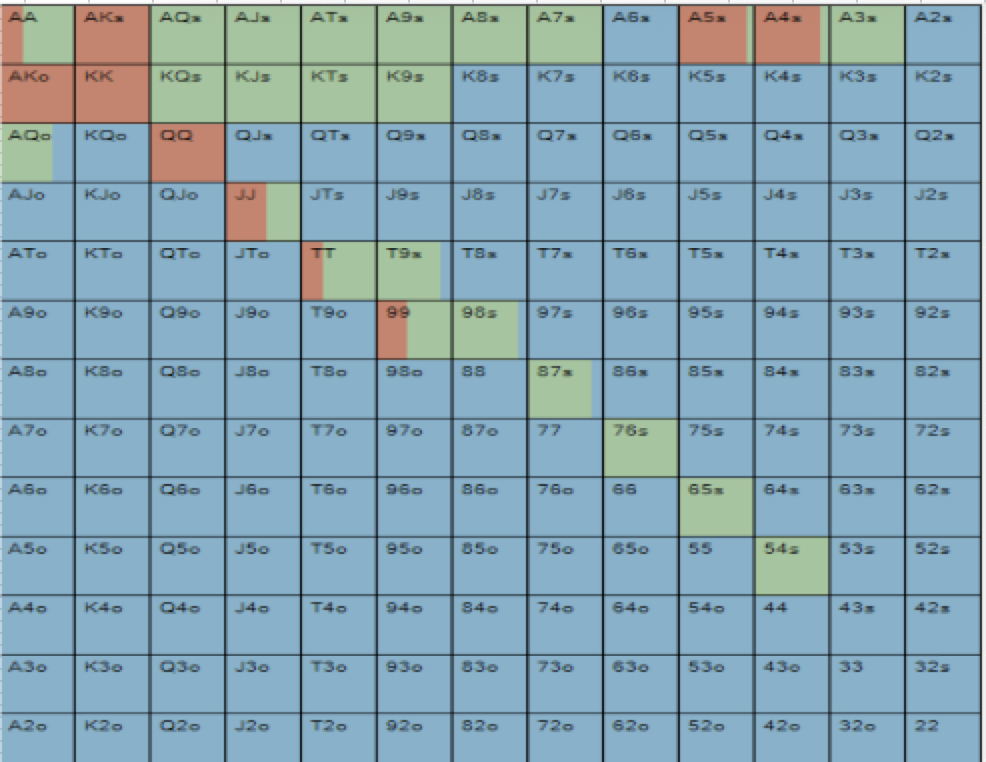 AA AKs AQs AJs ATs A9s A8s A7s A6s A5s A4s A3s A2s
AKo KK KQs KJs KTs K9s K8s K7s K6s K5s K4s K3s K2s
AQo KQo QQ QJs QTs Q9s Q8s Q7s Q6s Q5s Q4s Q3s Q2s
AJo KJo QJo JJ JTs J9s J8s J7s J6s J5s J4s J3s J2s
ATo KTo QTo JTo TT T9s T8s T7s T6s T5s T4s T3s T2s
A9o K9o Q9o J9o T9o 99 98s 97s 96s 95s 94s 93s 92s
A8o K8o Q8o J8o T8o 98o 88 87s 86s 85s 84s 83s 82s
A7o K7o Q7o J7o T7o 97o 87o 77 76s 75s 74s 73s 72s
A6o K6o Q6o J6o T6o 96o 86o 76o 66 65s 64s 63s 62s
A5o K5o Q5o J5o T5o 95o 85o 75o 65o 55 54s 53s 52s
A4o K4o Q4o J4o T4o 94o 84o 74o 64o 54o 44 43s 42s
A3o K3o Q3o J3o T3o 93o 83o 73o 63o 53o 43o 33 32s
A2o K2o Q2o J2o T2o 92o 82o 72o 62o 52o 42o 32o 22